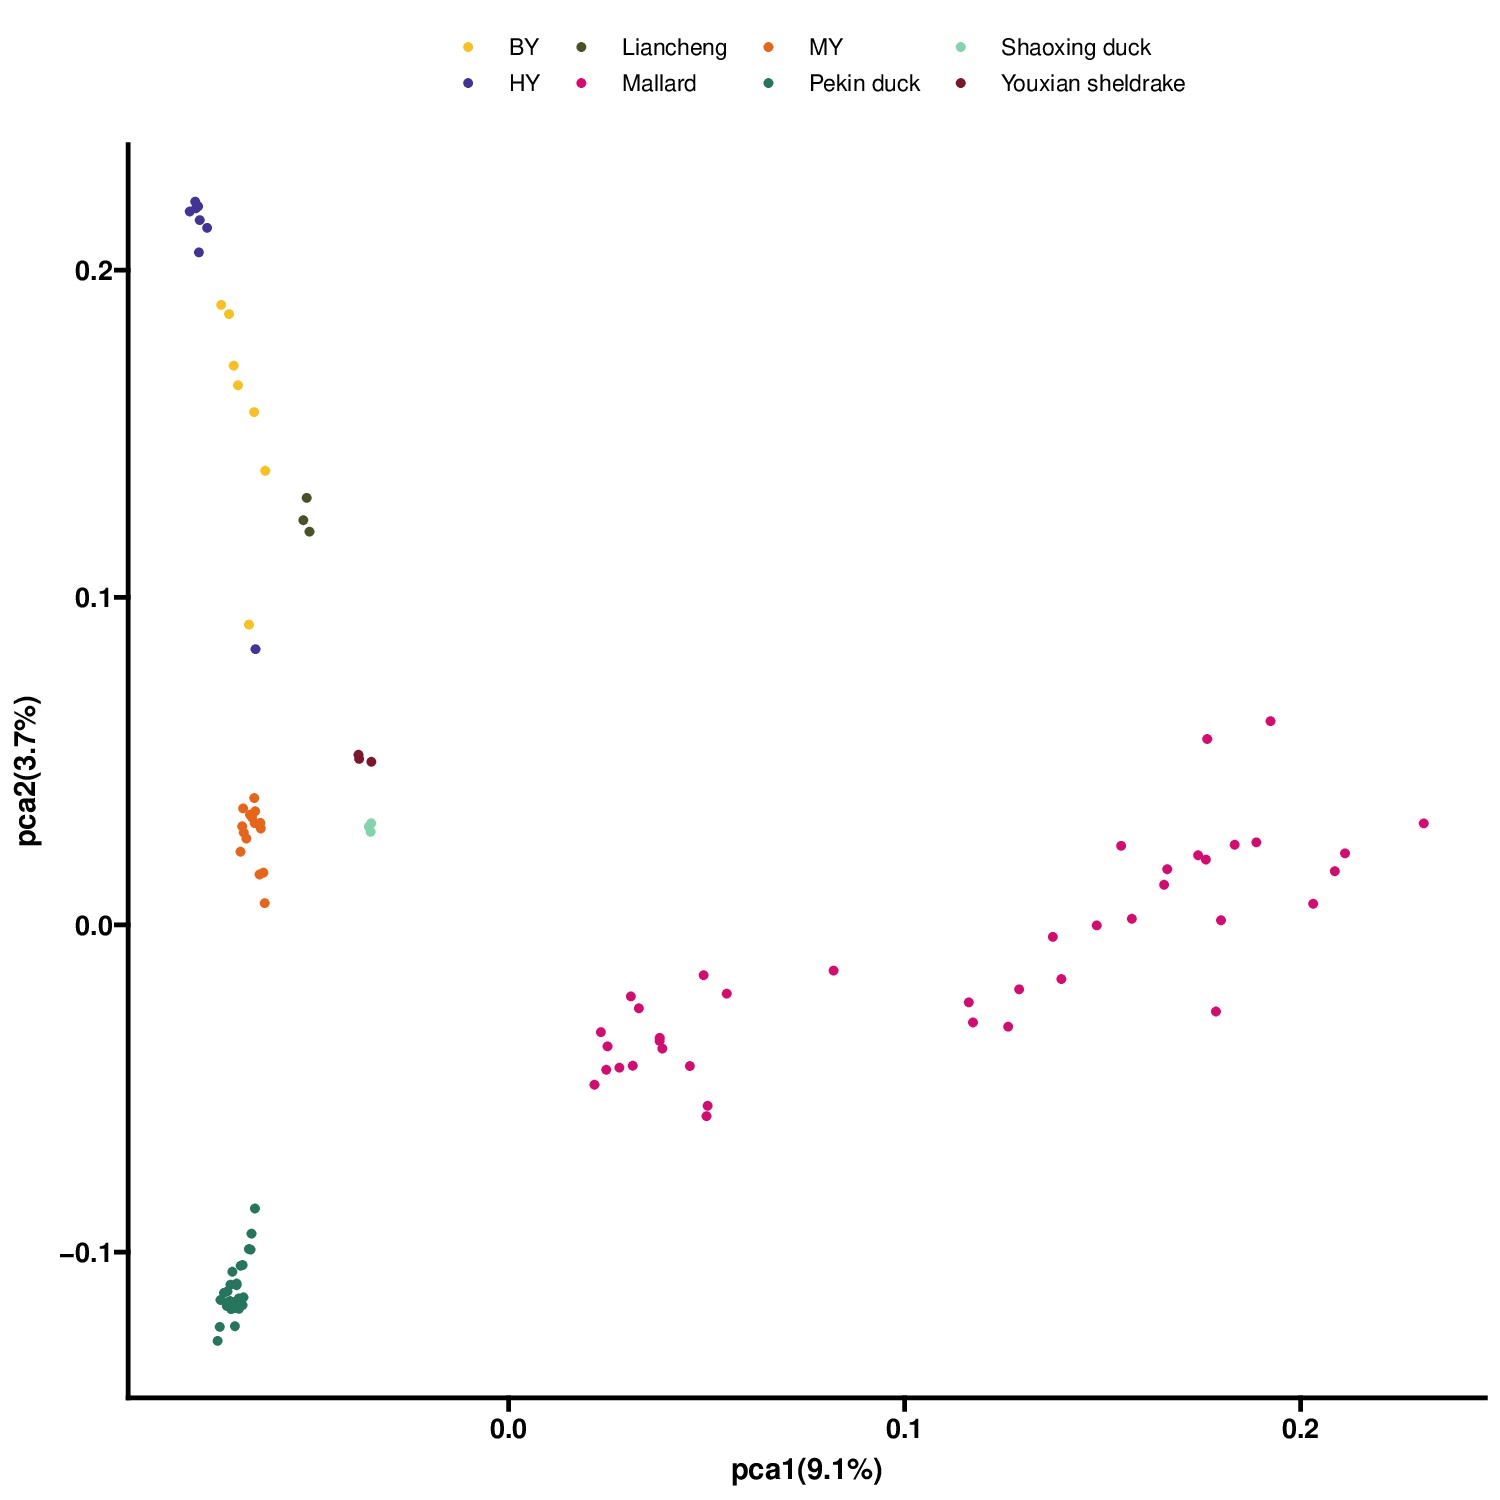 BY Liancheng MY Shaoxing duck
HY Mallard Pekin duck Youxian sheldrake
0.2
0.1
0.0
−0.1
pca2(3.7%)
0.0 0.1 0.2
pca1(9.1%)